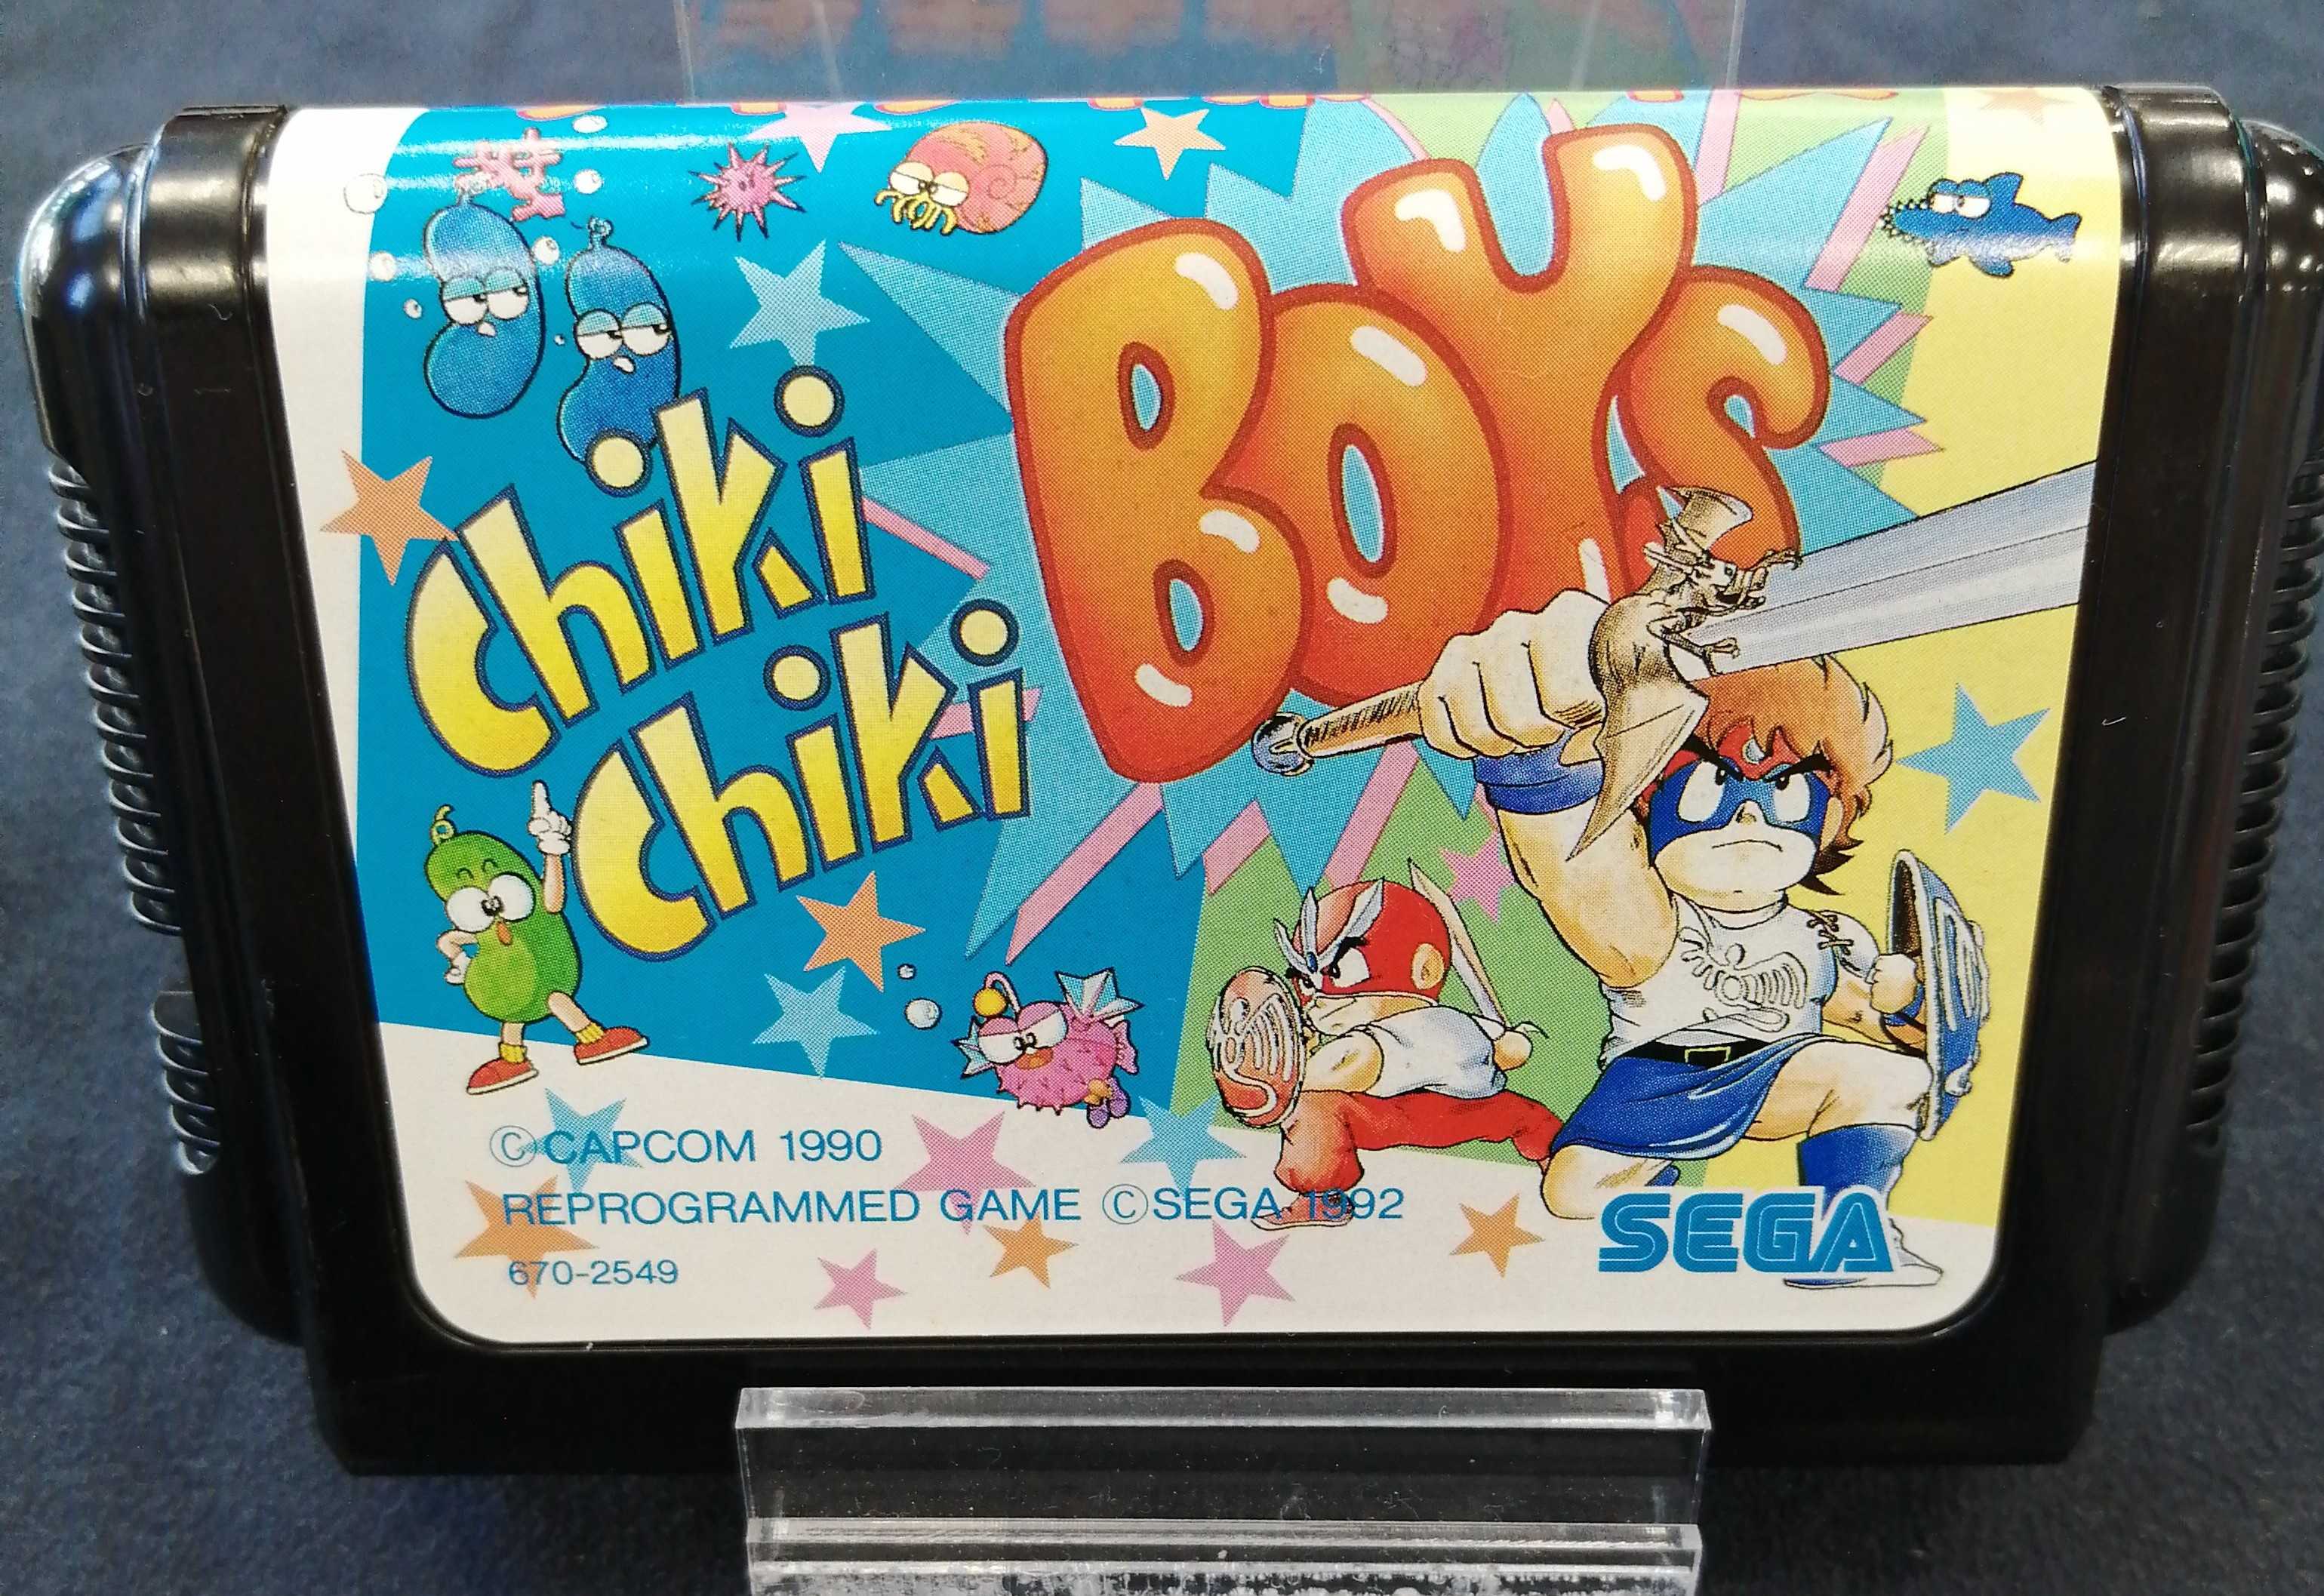 Chiki
Chiki
BOYS
©CAPCOM 1990
REPROGRAMMED GAME ©SEGA 1992
670-2549
SEGA